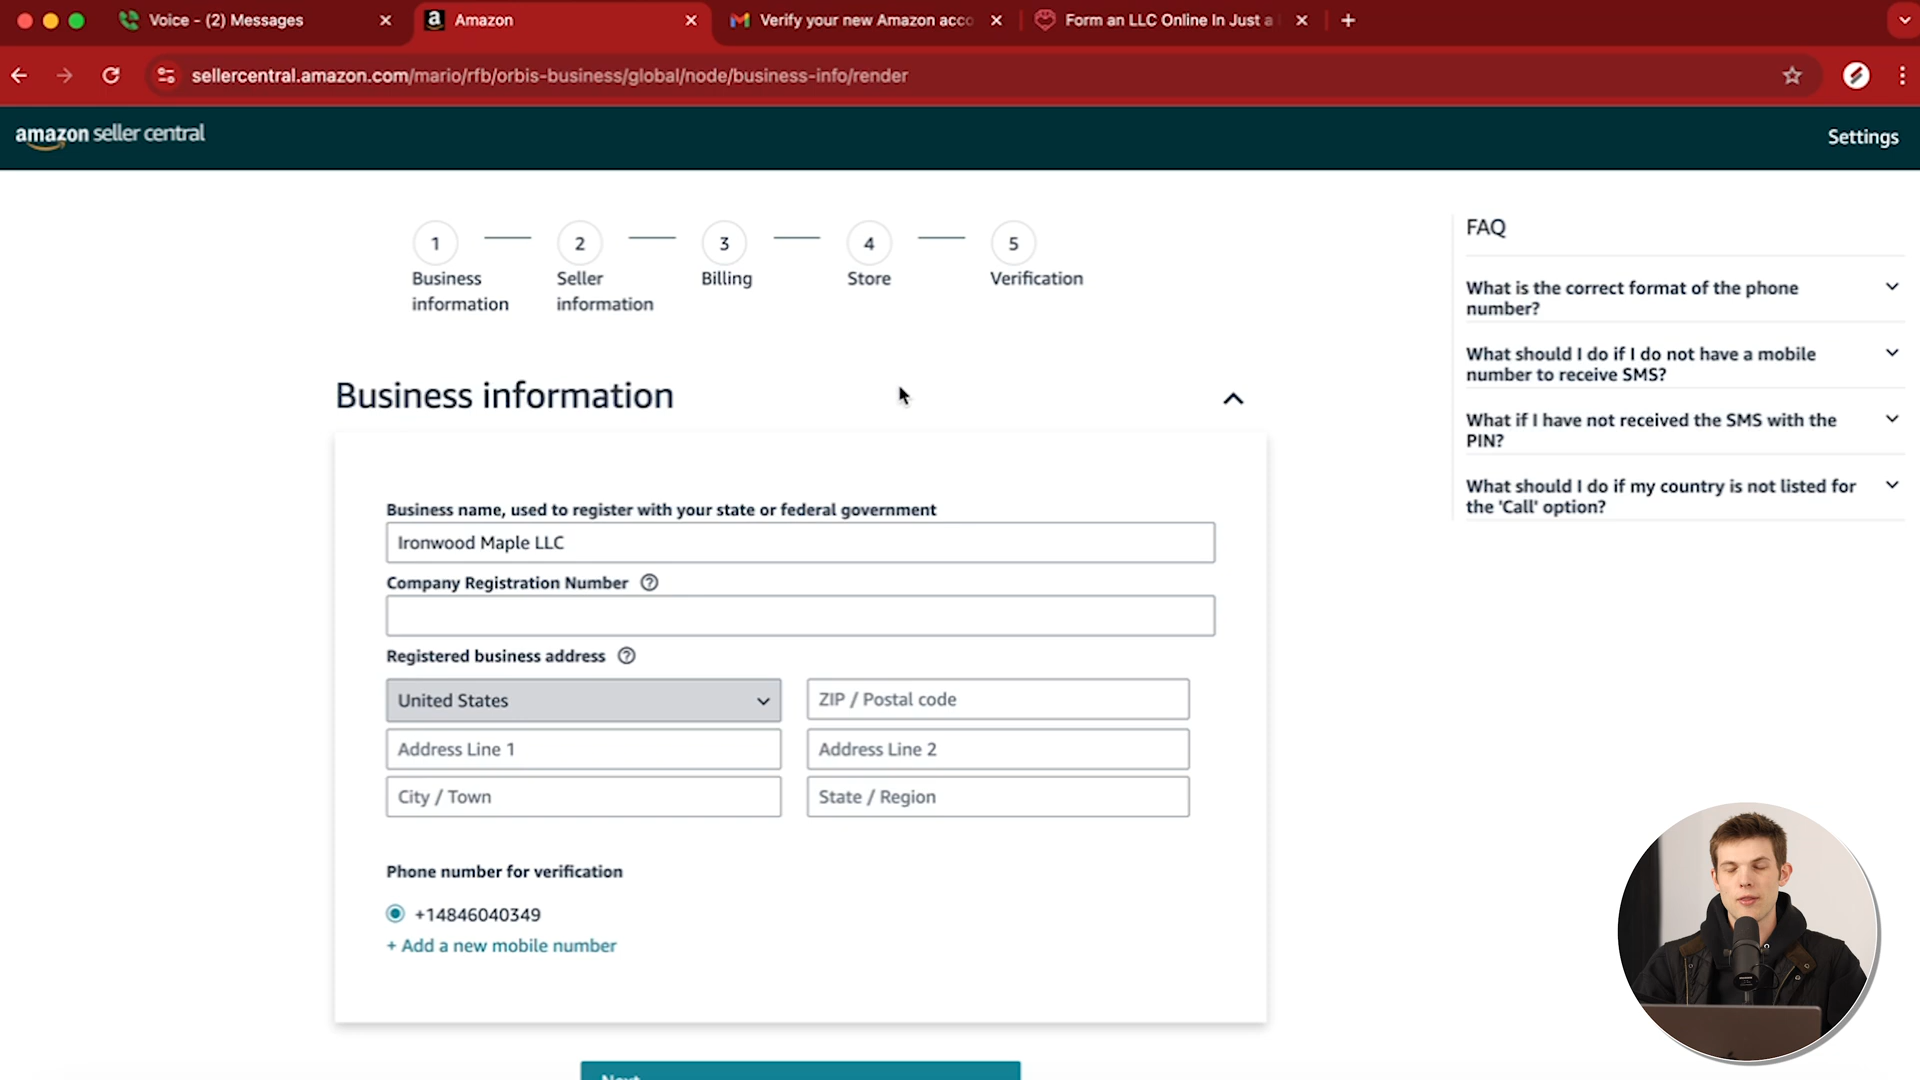 Voice - (2) Messages
Amazon
Verify your new Amazon acco
Form an LLC Online In Just a
sellercentral.amazon.com/mario/rfb/orbis-business/global/node/business-info/render
amazon seller central
Settings
1
2
3
4
5
Business
information
Seller
information
Billing
Store
Verification
FAQ
What is the correct format of the phone
number?
What should I do if I do not have a mobile
number to receive SMS?
What if I have not received the SMS with the
PIN?
What should I do if my country is not listed for
the 'Call' option?
Business information
Business name, used to register with your state or federal government
Ironwood Maple LLC
Company Registration Number
Registered business address
United States
ZIP / Postal code
Address Line 1
Address Line 2
City / Town
State / Region
Phone number for verification
+14846040349
+ Add a new mobile number
Next